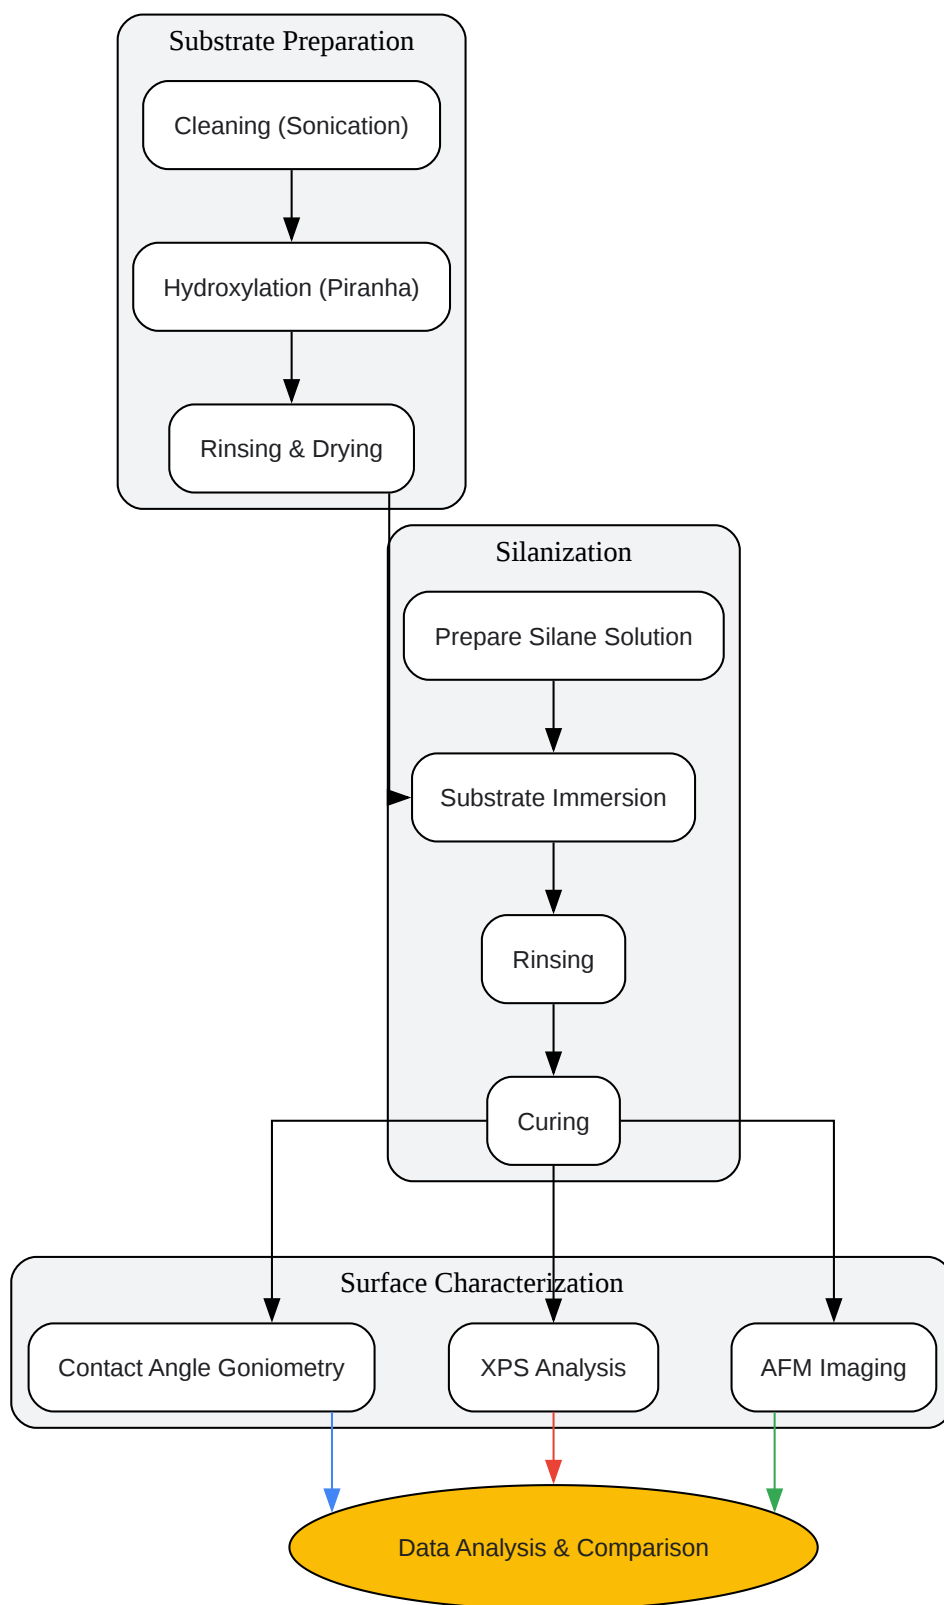 Substrate Preparation
Cleaning (Sonication)
Hydroxylation (Piranha)
Rinsing & Drying
Silanization
Prepare Silane Solution
Substrate Immersion
Rinsing
Curing
Surface Characterization
Contact Angle Goniometry
XPS Analysis
AFM Imaging
Data Analysis & Comparison